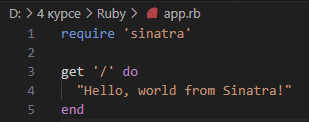 D: > 4 курсе > Ruby > app.rb
1 require 'sinatra'
2
3 get '/' do
4 "Hello, world from Sinatra!"
5 end